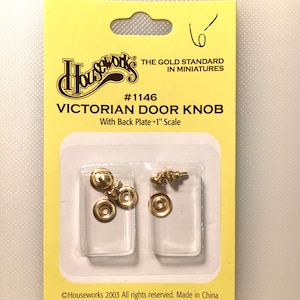 6
Houseworks
THE GOLD STANDARD
IN MINIATURES
#1146
VICTORIAN DOOR KNOB
With Back Plate • 1" Scale
©Houseworks 2003 All rights reserved. Made in China